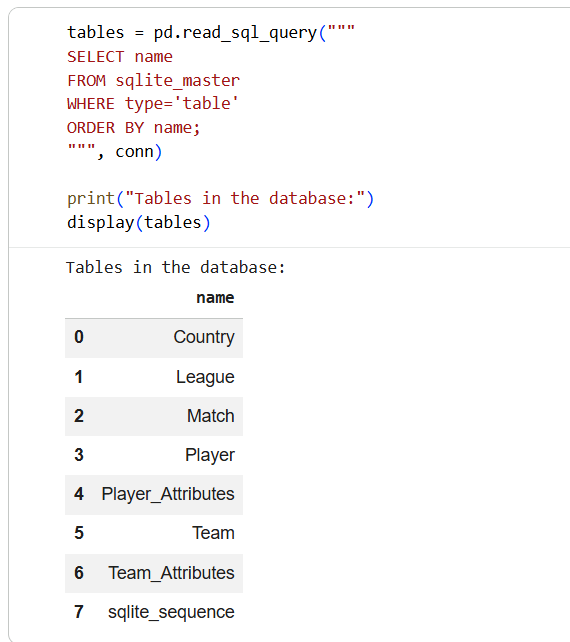 tables = pd.read_sql_query("""
SELECT name
FROM sqlite_master
WHERE type='table'
ORDER BY name;
""", conn)
print("Tables in the database:")
display(tables)
Tables in the database:
name
0 Country
1 League
2 Match
3 Player
4 Player_Attributes
5 Team
6 Team_Attributes
7 sqlite_sequence